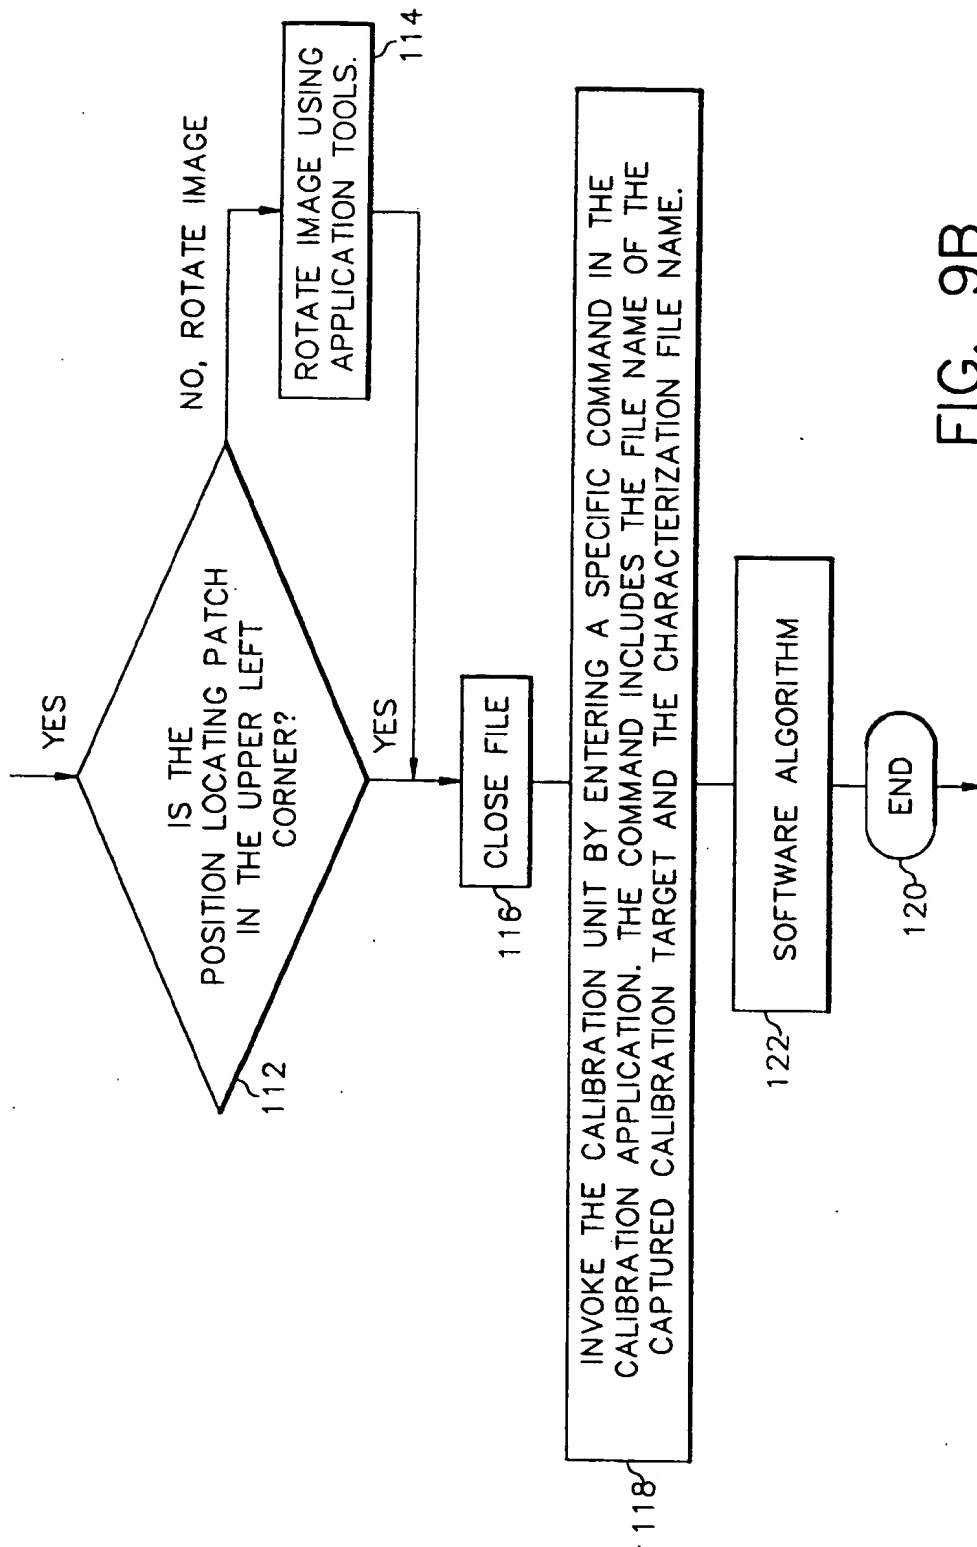 YES
IS THE
POSITION LOCATING PATCH
IN THE UPPER LEFT
CORNER?
112
NO, ROTATE IMAGE
ROTATE IMAGE USING
APPLICATION TOOLS.
114
YES
CLOSE FILE
116
INVOKE THE CALIBRATION UNIT BY ENTERING A SPECIFIC COMMAND IN THE
CALIBRATION APPLICATION. THE COMMAND INCLUDES THE FILE NAME OF THE
CAPTURED CALIBRATION TARGET AND THE CHARACTERIZATION FILE NAME.
118
SOFTWARE ALGORITHM
122
END
120
FIG. 9B